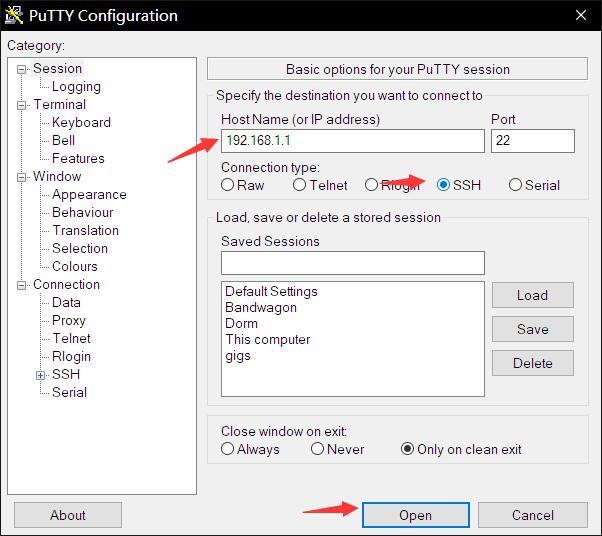 PuTTY Configuration
Category:
Session
Logging
Terminal
Keyboard
Bell
Features
Window
Appearance
Behaviour
Translation
Selection
Colours
Connection
Data
Proxy
Telnet
Rlogin
SSH
Serial
Basic options for your PuTTY session
Specify the destination you want to connect to
Host Name (or IP address) Port
192.168.1.1 22
Connection type:
Raw Telnet Rlogin SSH Serial
Load, save or delete a stored session
Saved Sessions
Default Settings
Bandwagon
Dorm
This computer
gigs
Load
Save
Delete
Close window on exit:
Always Never Only on clean exit
About Open Cancel